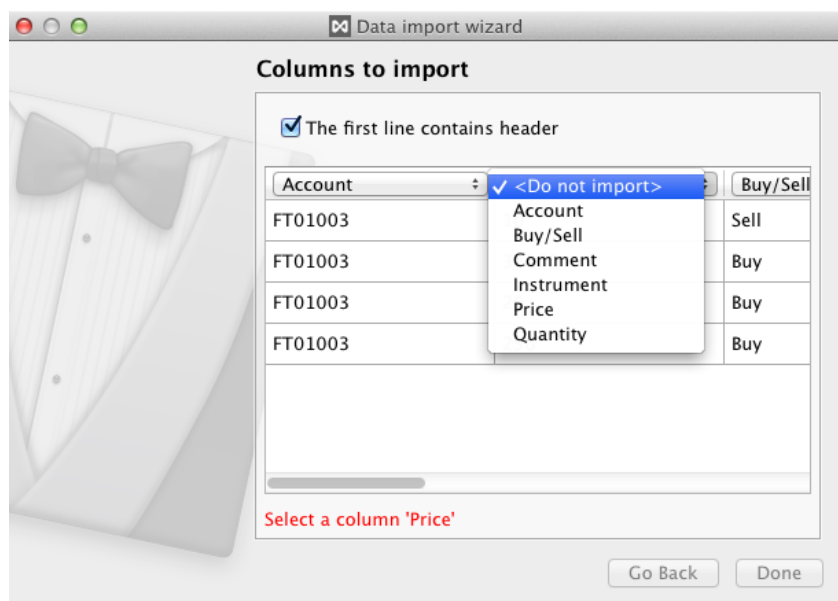 Data import wizard
Columns to import
The first line contains header
Account
<Do not import>
Buy/Sell
Account
Buy/Sell
Comment
Instrument
Price
Quantity
FT01003
Sell
FT01003
Buy
FT01003
Buy
FT01003
Buy
Select a column 'Price'
Go Back
Done